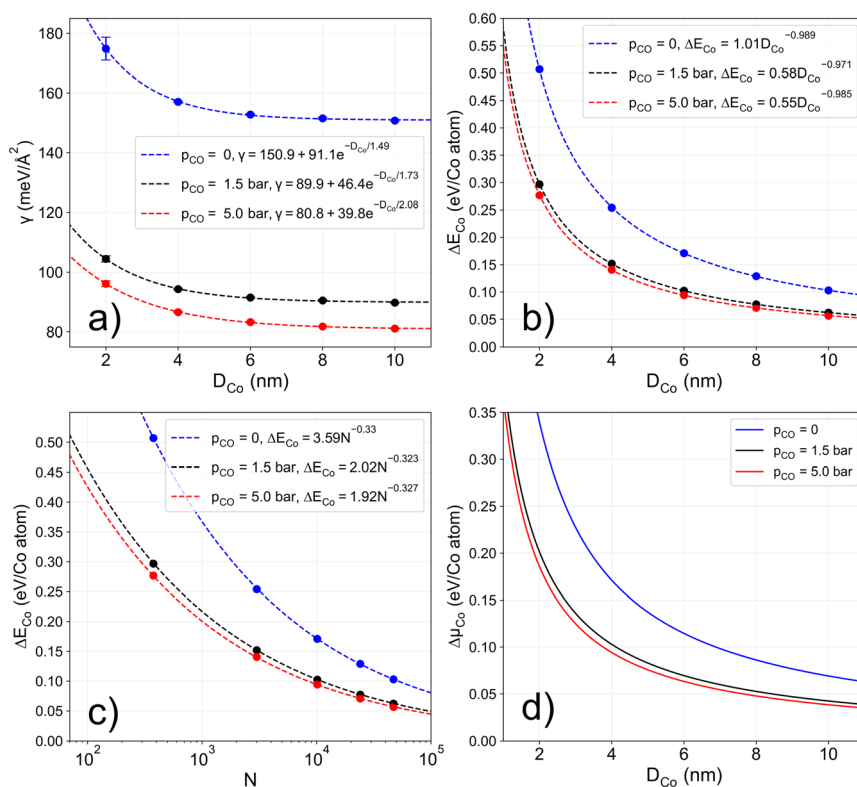 180
160
140
120
100
80
γ (meV/Å²)
p_CO = 0, γ = 150.9 + 91.1e^(−D_Co/1.49)
p_CO = 1.5 bar, γ = 89.9 + 46.4e^(−D_Co/1.73)
p_CO = 5.0 bar, γ = 80.8 + 39.8e^(−D_Co/2.08)
a)
2 4 6 8 10
D_Co (nm)
0.60
0.55
0.50
0.45
0.40
0.35
0.30
0.25
0.20
0.15
0.10
0.05
0.00
ΔE_Co (eV/Co atom)
p_CO = 0, ΔE_Co = 1.01D_Co^−0.989
p_CO = 1.5 bar, ΔE_Co = 0.58D_Co^−0.971
p_CO = 5.0 bar, ΔE_Co = 0.55D_Co^−0.985
b)
2 4 6 8 10
D_Co (nm)
0.50
0.45
0.40
0.35
0.30
0.25
0.20
0.15
0.10
0.05
0.00
ΔE_Co (eV/Co atom)
p_CO = 0, ΔE_Co = 3.59N^−0.33
p_CO = 1.5 bar, ΔE_Co = 2.02N^−0.323
p_CO = 5.0 bar, ΔE_Co = 1.92N^−0.327
c)
10² 10³ 10⁴ 10⁵
N
0.35
0.30
0.25
0.20
0.15
0.10
0.05
0.00
Δμ_Co (eV/Co atom)
p_CO = 0
p_CO = 1.5 bar
p_CO = 5.0 bar
d)
2 4 6 8 10
D_Co (nm)